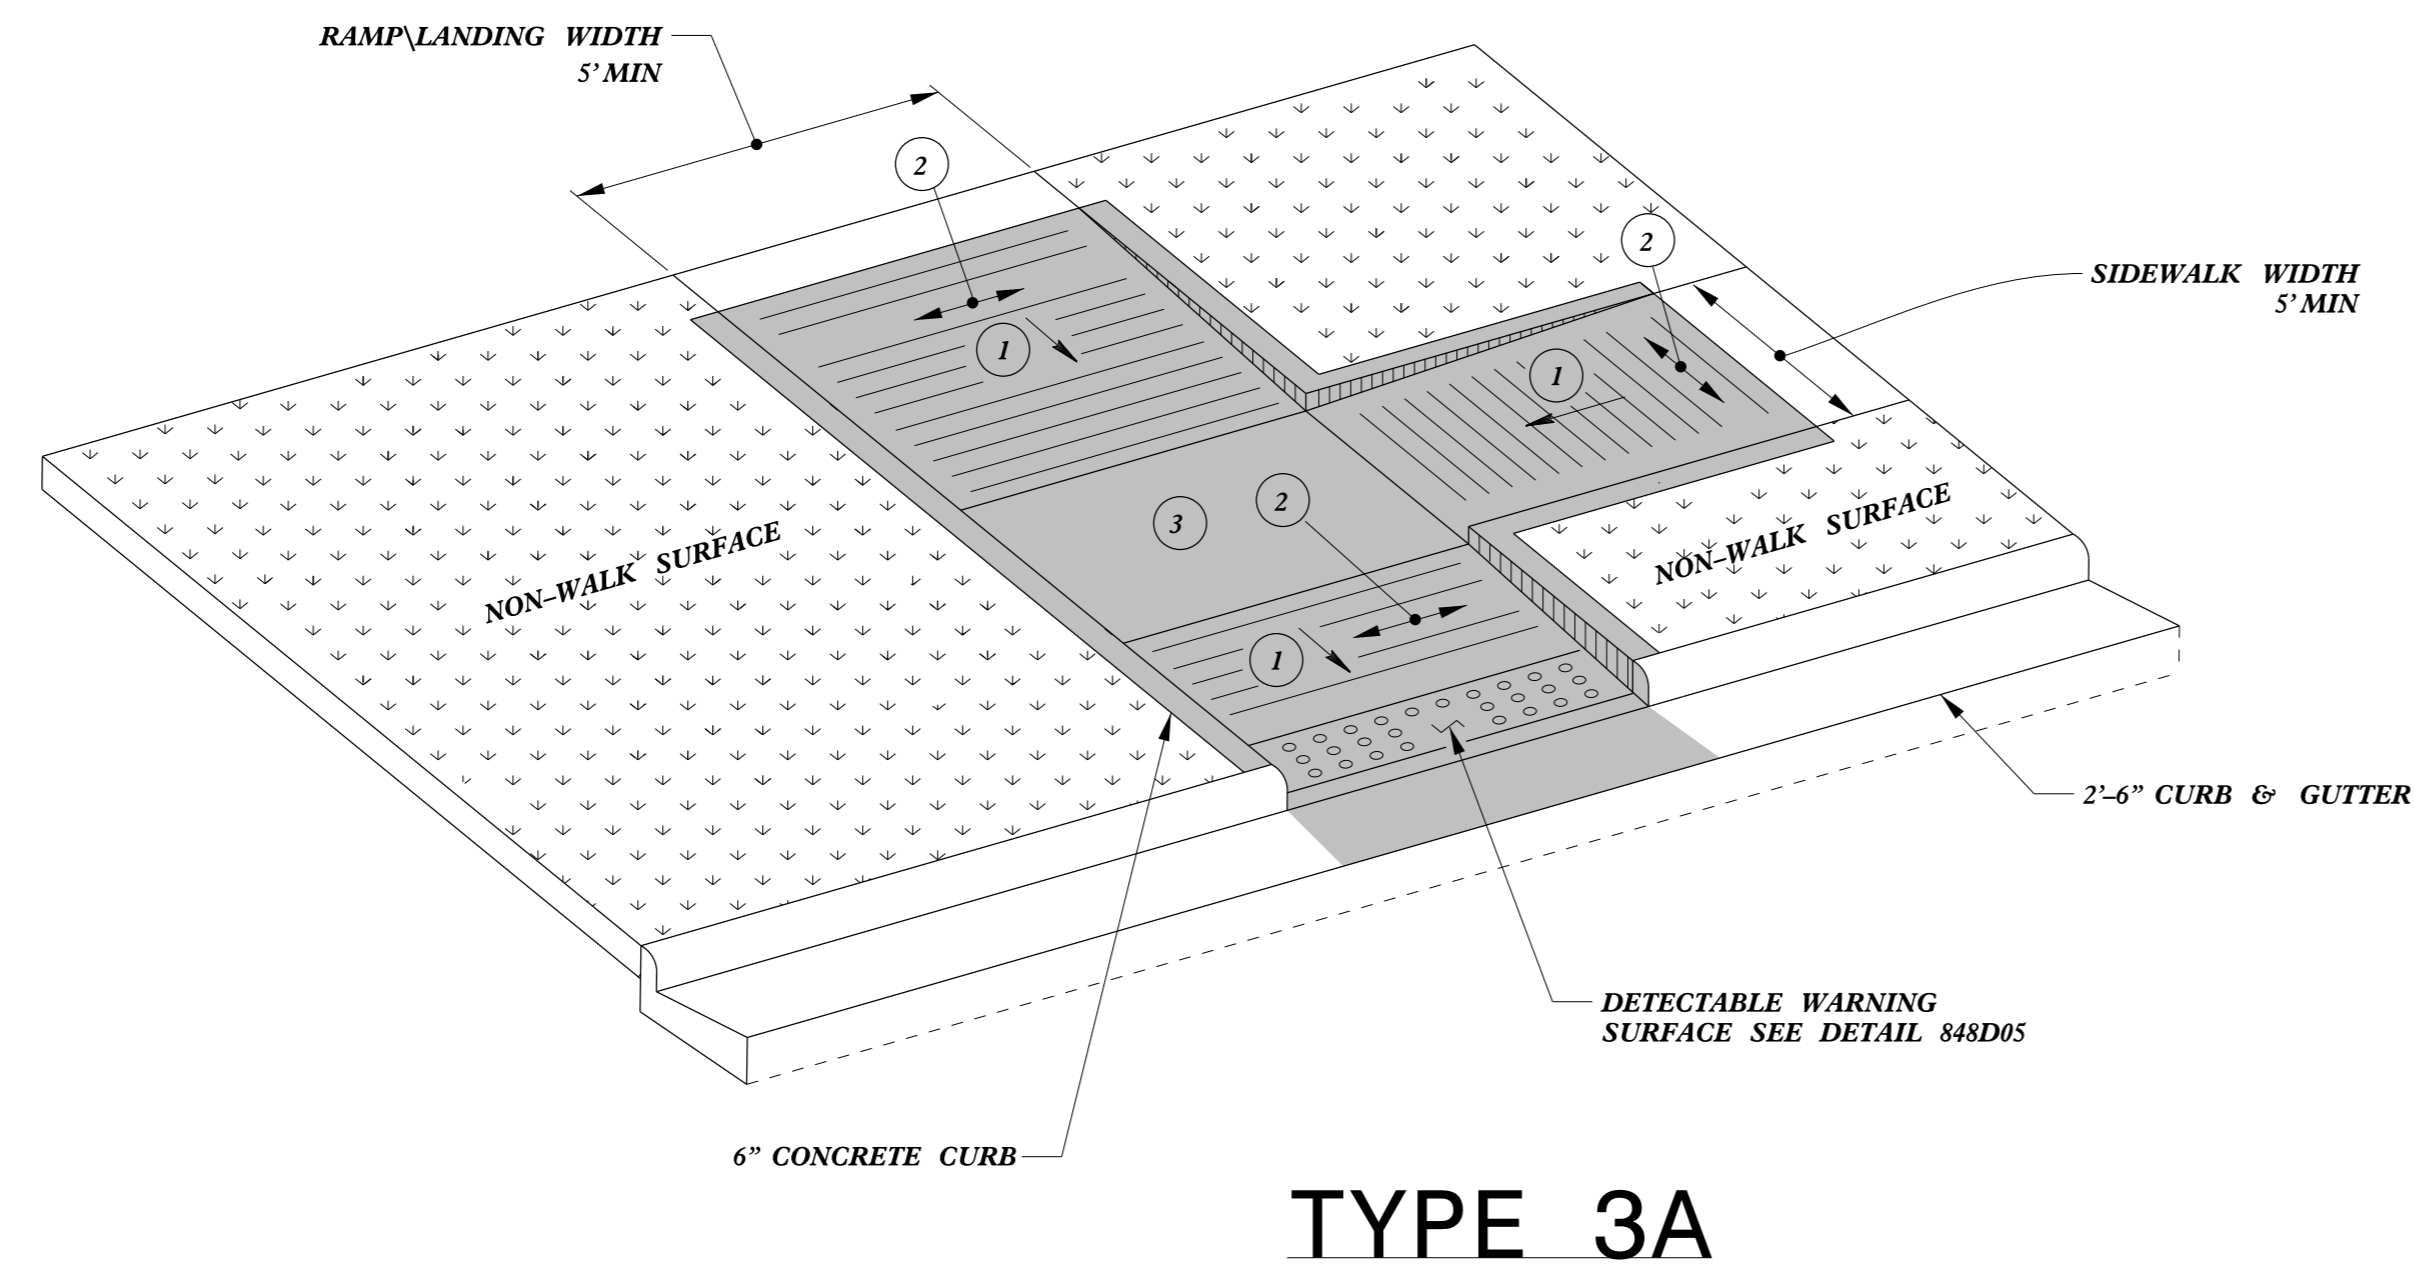 RAMP\LANDING WIDTH
5' MIN
2
2
SIDEWALK WIDTH
5' MIN
1
1
3
2
NON-WALK SURFACE
NON-WALK SURFACE
1
2'-6" CURB & GUTTER
DETECTABLE WARNING
SURFACE SEE DETAIL 848D05
6" CONCRETE CURB
TYPE 3A